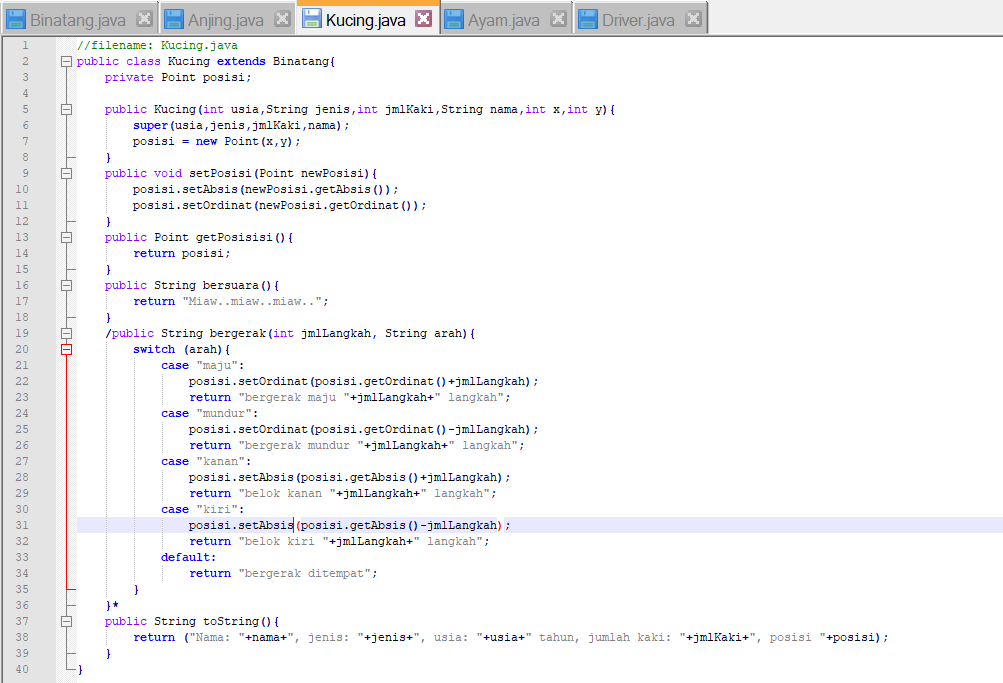 Binatang.java Anjing.java Kucing.java Ayam.java Driver.java
1 //filename: Kucing.java
2 public class Kucing extends Binatang{
3 private Point posisi;
4
5 public Kucing(int usia,String jenis,int jmlKaki,String nama,int x,int y){
6 super(usia,jenis,jmlKaki,nama);
7 posisi = new Point(x,y);
8 }
9 public void setPosisi(Point newPosisi){
10 posisi.setAbsis(newPosisi.getAbsis());
11 posisi.setOrdinat(newPosisi.getOrdinat());
12 }
13 public Point getPosisisi(){
14 return posisi;
15 }
16 public String bersuara(){
17 return "Miaw..miaw..miaw..";
18 }
19 /public String bergerak(int jmlLangkah, String arah){
20 switch (arah){
21 case "maju":
22 posisi.setOrdinat(posisi.getOrdinat()+jmlLangkah);
23 return "bergerak maju "+jmlLangkah+" langkah";
24 case "mundur":
25 posisi.setOrdinat(posisi.getOrdinat()-jmlLangkah);
26 return "bergerak mundur "+jmlLangkah+" langkah";
27 case "kanan":
28 posisi.setAbsis(posisi.getAbsis()+jmlLangkah);
29 return "belok kanan "+jmlLangkah+" langkah";
30 case "kiri":
31 posisi.setAbsis(posisi.getAbsis()-jmlLangkah);
32 return "belok kiri "+jmlLangkah+" langkah";
33 default:
34 return "bergerak ditempat";
35 }
36 }*
37 public String toString(){
38 return ("Nama: "+nama+", jenis: "+jenis+", usia: "+usia+" tahun, jumlah kaki: "+jmlKaki+", posisi "+posisi);
39 }
40 }